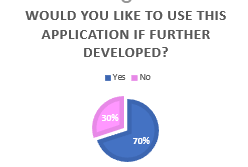 WOULD YOU LIKE TO USE THIS
APPLICATION IF FURTHER
DEVELOPED?
Yes No
30%
70%